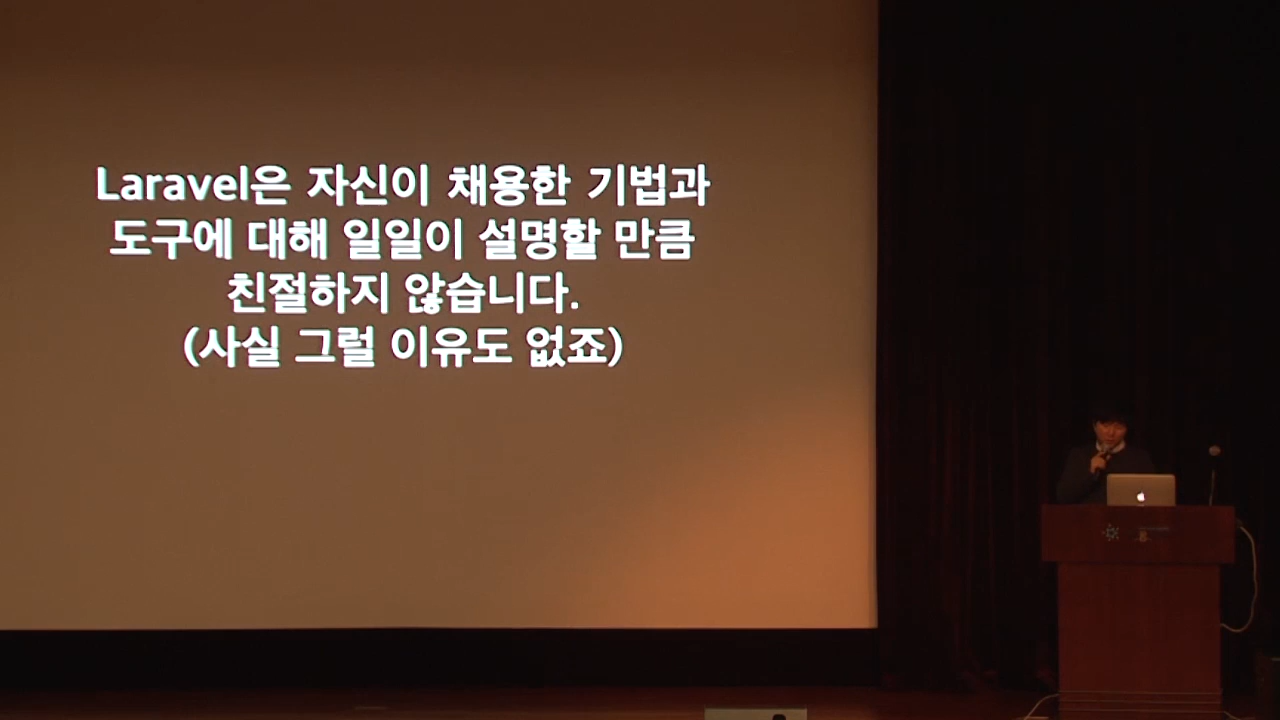 Laravel은 자신이 채용한 기법과
도구에 대해 일일이 설명할 만큼
친절하지 않습니다.
(사실 그럴 이유도 없죠)